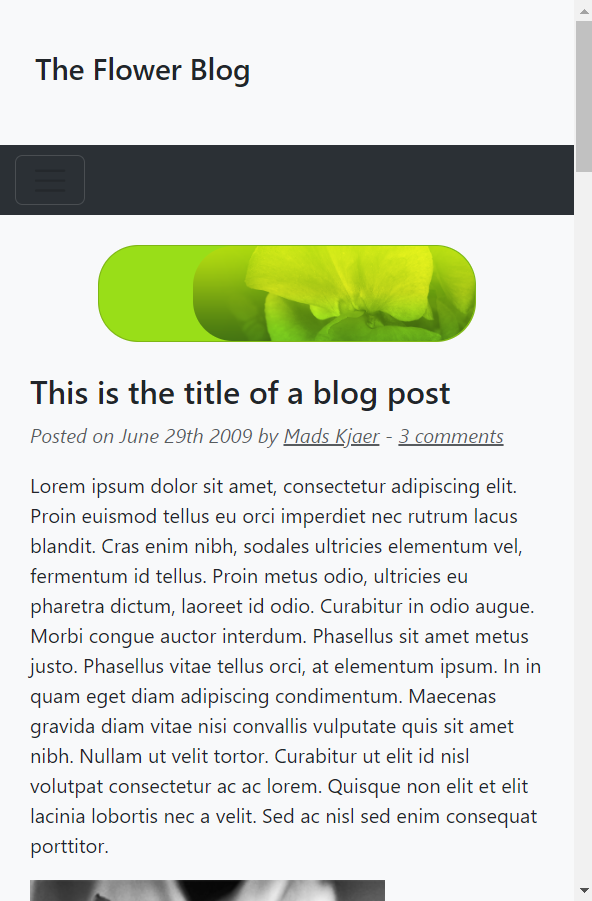 The Flower Blog
This is the title of a blog post
Posted on June 29th 2009 by Mads Kjaer - 3 comments
Lorem ipsum dolor sit amet, consectetur adipiscing elit.
Proin euismod tellus eu orci imperdiet nec rutrum lacus
blandit. Cras enim nibh, sodales ultricies elementum vel,
fermentum id tellus. Proin metus odio, ultricies eu
pharetra dictum, laoreet id odio. Curabitur in odio augue.
Morbi congue auctor interdum. Phasellus sit amet metus
justo. Phasellus vitae tellus orci, at elementum ipsum. In in
quam eget diam adipiscing condimentum. Maecenas
gravida diam vitae nisi convallis vulputate quis sit amet
nibh. Nullam ut velit tortor. Curabitur ut elit id nisl
volutpat consectetur ac ac lorem. Quisque non elit et elit
lacinia lobortis nec a velit. Sed ac nisl sed enim consequat
porttitor.